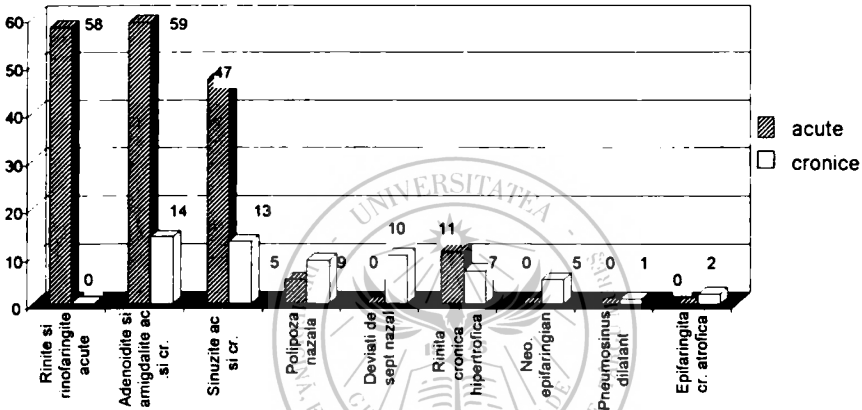 60
50
40
30
20
10
0
58
0
59
14
47
13
5
9
0
10
11
7
0
5
0
1
0
2
acute
cronice
Rinite si
rinofaringite
acute
Adenoidite si
amigdalite ac
.si cr.
Sinuzite ac
si cr.
Polipoza
nazala
Deviati de
sept nazal
Rinita
cronica
hipertrofica
Neo.
epifaringian
Pneumosinus
dilatant
Epifaringita
cr. atrofica
UNIVERSITATEA